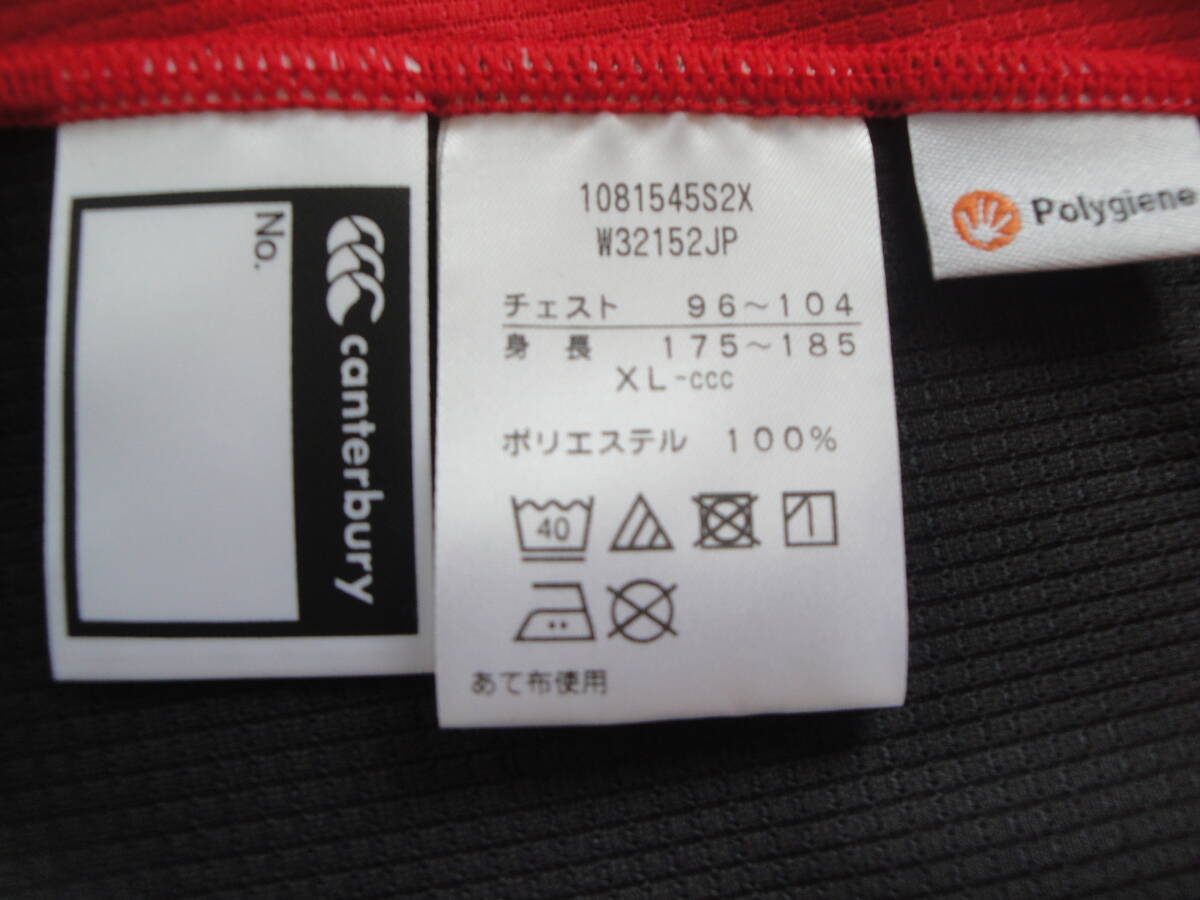 No.
canterbury
1081545S2X
W32152JP
チェスト 96～104
身長 175～185
XL-ccc
ポリエステル 100%
40
あて布使用
Polygiene